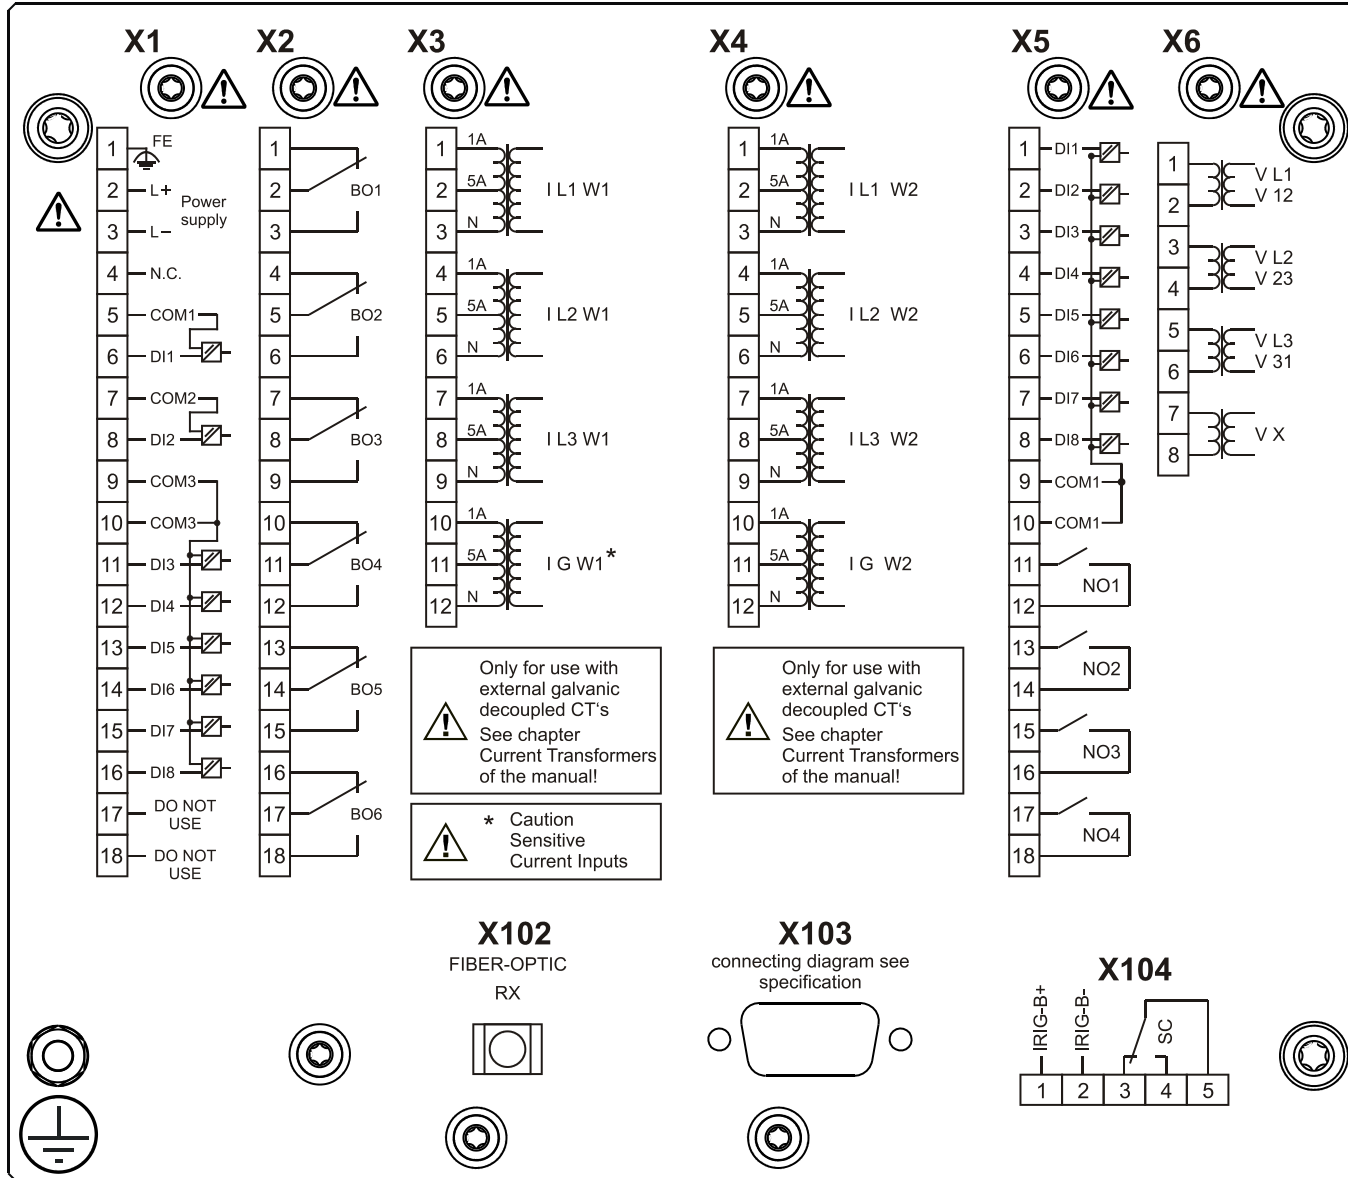 X1
1 FE
2 L+
Power
supply
3 L–
4 N.C.
5 COM1
6 DI1
7 COM2
8 DI2
9 COM3
10 COM3
11 DI3
12 DI4
13 DI5
14 DI6
15 DI7
16 DI8
17 DO NOT
USE
18 DO NOT
USE
X2
1
2 BO1
3
4
5 BO2
6
7
8 BO3
9
10
11 BO4
12
13
14 BO5
15
16
17 BO6
18
X3
1 1A
2 5A I L1 W1
3 N
4 1A
5 5A I L2 W1
6 N
7 1A
8 5A I L3 W1
9 N
10 1A
11 5A I G W1*
12 N
Only for use with
external galvanic
decoupled CT‘s
See chapter
Current Transformers
of the manual!
* Caution
Sensitive
Current Inputs
X4
1 1A
2 5A I L1 W2
3 N
4 1A
5 5A I L2 W2
6 N
7 1A
8 5A I L3 W2
9 N
10 1A
11 5A I G W2
12 N
Only for use with
external galvanic
decoupled CT‘s
See chapter
Current Transformers
of the manual!
X5
1 DI1
2 DI2
3 DI3
4 DI4
5 DI5
6 DI6
7 DI7
8 DI8
9 COM1
10 COM1
11
NO1
12
13
NO2
14
15
NO3
16
17
NO4
18
X6
1 V L1
2 V 12
3 V L2
4 V 23
5 V L3
6 V 31
7
V X
8
X102
FIBER-OPTIC
RX
X103
connecting diagram see
specification
X104
IRIG-B+
IRIG-B-
SC
1 2 3 4 5